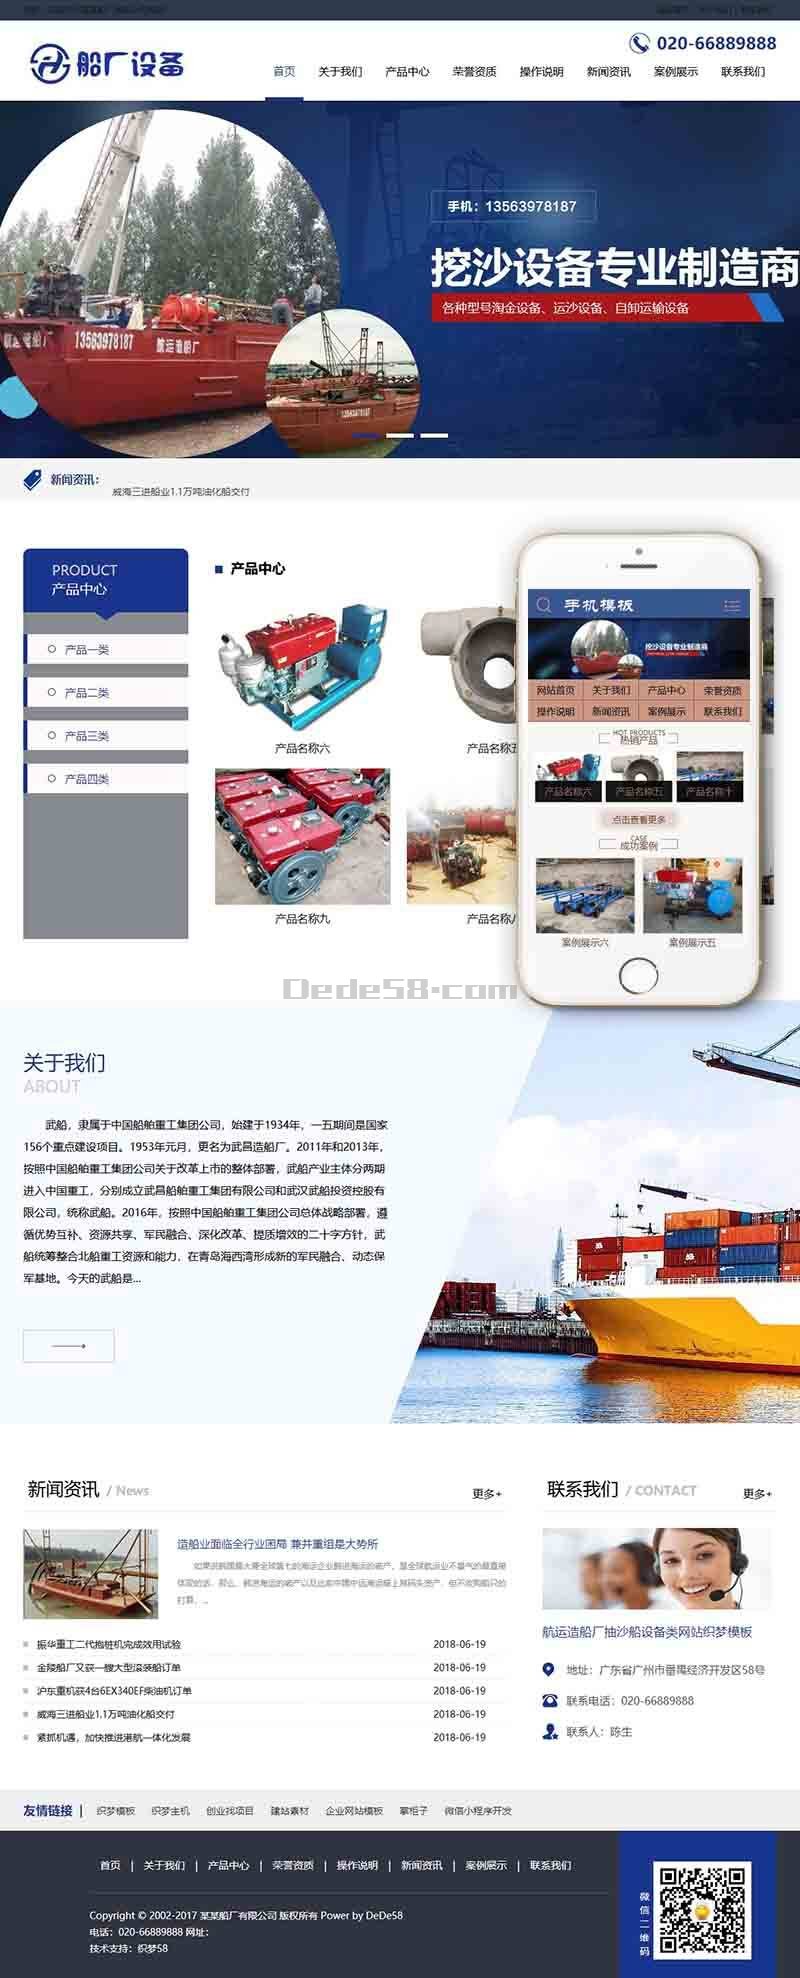 船厂设备
020-66889888
首页 关于我们 产品中心 荣誉资质 操作说明 新闻资讯 案例展示 联系我们
手机：13563978187
挖沙设备专业制造商
各种型号淘金设备、运沙设备、自卸运输设备
13563978187 航运造船厂
13563978187
新闻资讯：
威海三进船业1.1万吨油化船交付
PRODUCT
产品中心
产品一类
产品二类
产品三类
产品四类
产品中心
产品名称六
产品名称五
产品名称九
产品名称八
手机模板
挖沙设备专业制造商
网站首页 关于我们 产品中心 荣誉资质
操作说明 新闻资讯 案例展示 联系我们
HOT PRODUCTS
热销产品
产品名称六 产品名称五 产品名称十
点击查看更多
CASE
成功案例
案例展示六 案例展示五
Dede58.com
关于我们
ABOUT
武船，隶属于中国船舶重工集团公司，始建于1934年，一五期间是国家
156个重点建设项目。1953年元月，更名为武昌造船厂。2011年和2013年，
按照中国船舶重工集团公司关于改革上市的整体部署，武船产业主体分两期
进入中国重工，分别成立武昌船舶重工集团有限公司和武汉武船投资控股有
限公司，统称武船。2016年，按照中国船舶重工集团公司总体战略部署，遵
循优势互补、资源共享、军民融合、深化改革、提质增效的二十字方针，武
船统筹整合北船重工资源和能力，在青岛海西湾形成新的军民融合、动态保
军基地。今天的武船是...
新闻资讯 / News
更多+
造船业面临全行业困局 兼并重组是大势所
振华重工二代抱桩机完成效用试验 2018-06-19
金陵船厂又获一艘大型滚装船订单 2018-06-19
沪东重机获4台6EX340EF柴油机订单 2018-06-19
威海三进船业1.1万吨油化船交付 2018-06-19
紧抓机遇，加快推进港航一体化发展 2018-06-19
联系我们 / CONTACT
更多+
航运造船厂抽沙船设备类网站织梦模板
地址：广东省广州市番禺经济开发区58号
联系电话：020-66889888
联系人：陈生
友情链接 | 织梦模板 织梦主机 创业找项目 建站素材 企业网站模板 掌柜子 微信小程序开发
首页 | 关于我们 | 产品中心 | 荣誉资质 | 操作说明 | 新闻资讯 | 案例展示 | 联系我们
Copyright © 2002-2017 某某船厂有限公司 版权所有 Power by DeDe58
电话：020-66889888 网址：
技术支持：织梦58
微信二维码